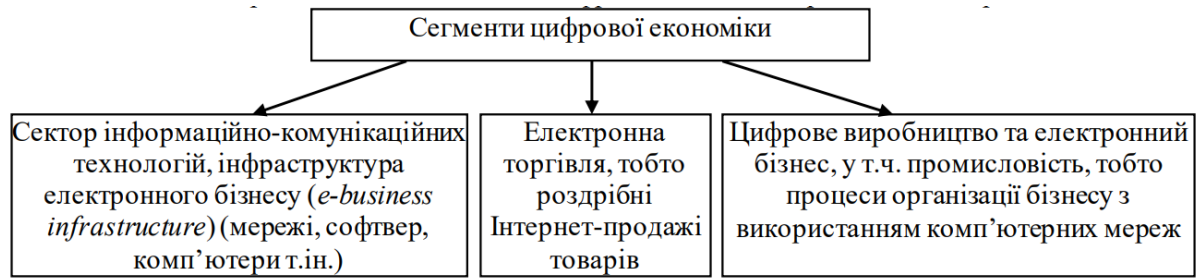 Сегменти цифрової економіки
Сектор інформаційно-комунікаційних
технологій, інфраструктура
електронного бізнесу (e-business
infrastructure) (мережі, софтвер,
комп’ютери т.ін.)
Електронна
торгівля, тобто
роздрібні
Інтернет-продажі
товарів
Цифрове виробництво та електронний
бізнес, у т.ч. промисловість, тобто
процеси організації бізнесу з
використанням комп’ютерних мереж